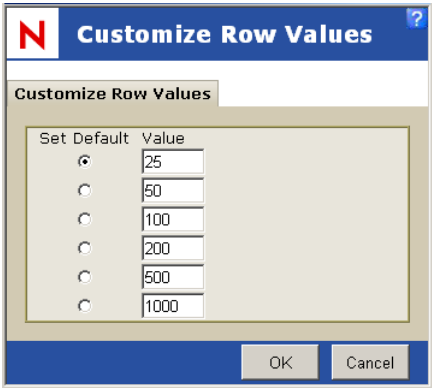 N Customize Row Values ?
Customize Row Values
Set Default Value
25
50
100
200
500
1000
OK Cancel